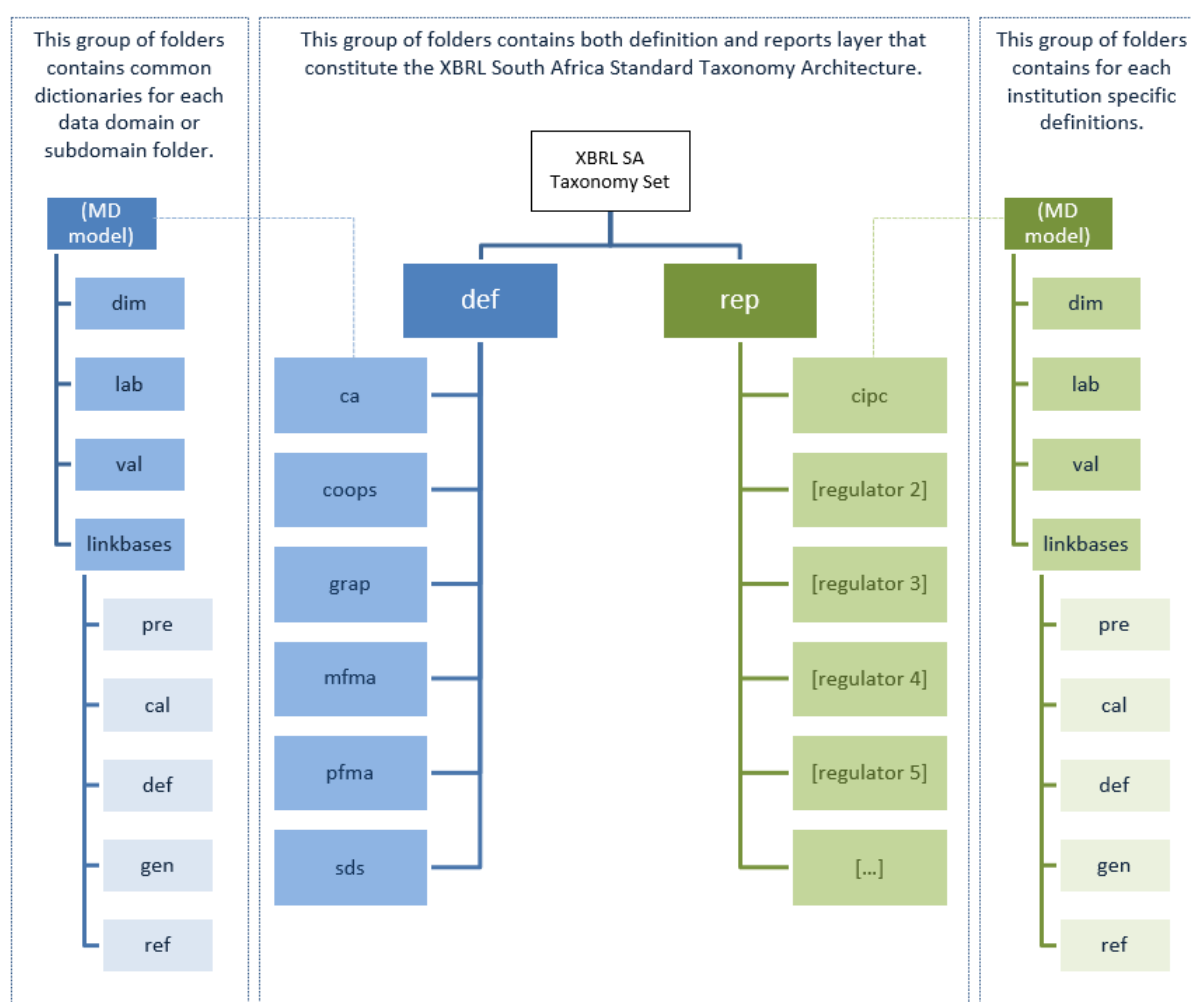 This group of folders
contains common
dictionaries for each
data domain or
subdomain folder.
(MD
model)
dim
lab
val
linkbases
pre
cal
def
gen
ref
This group of folders contains both definition and reports layer that
constitute the XBRL South Africa Standard Taxonomy Architecture.
XBRL SA
Taxonomy Set
def
rep
ca
coops
grap
mfma
pfma
sds
cipc
[regulator 2]
[regulator 3]
[regulator 4]
[regulator 5]
[...]
This group of folders
contains for each
institution specific
definitions.
(MD
model)
dim
lab
val
linkbases
pre
cal
def
gen
ref